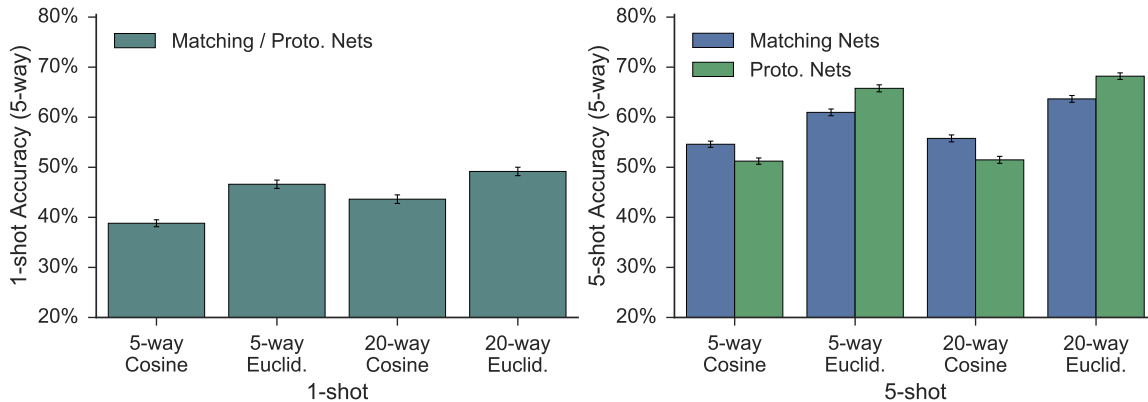 1-shot Accuracy (5-way)
80%
70%
60%
50%
40%
30%
20%
Matching / Proto. Nets
5-way
Cosine
5-way
Euclid.
20-way
Cosine
20-way
Euclid.
1-shot
5-shot Accuracy (5-way)
80%
70%
60%
50%
40%
30%
20%
Matching Nets
Proto. Nets
5-way
Cosine
5-way
Euclid.
20-way
Cosine
20-way
Euclid.
5-shot